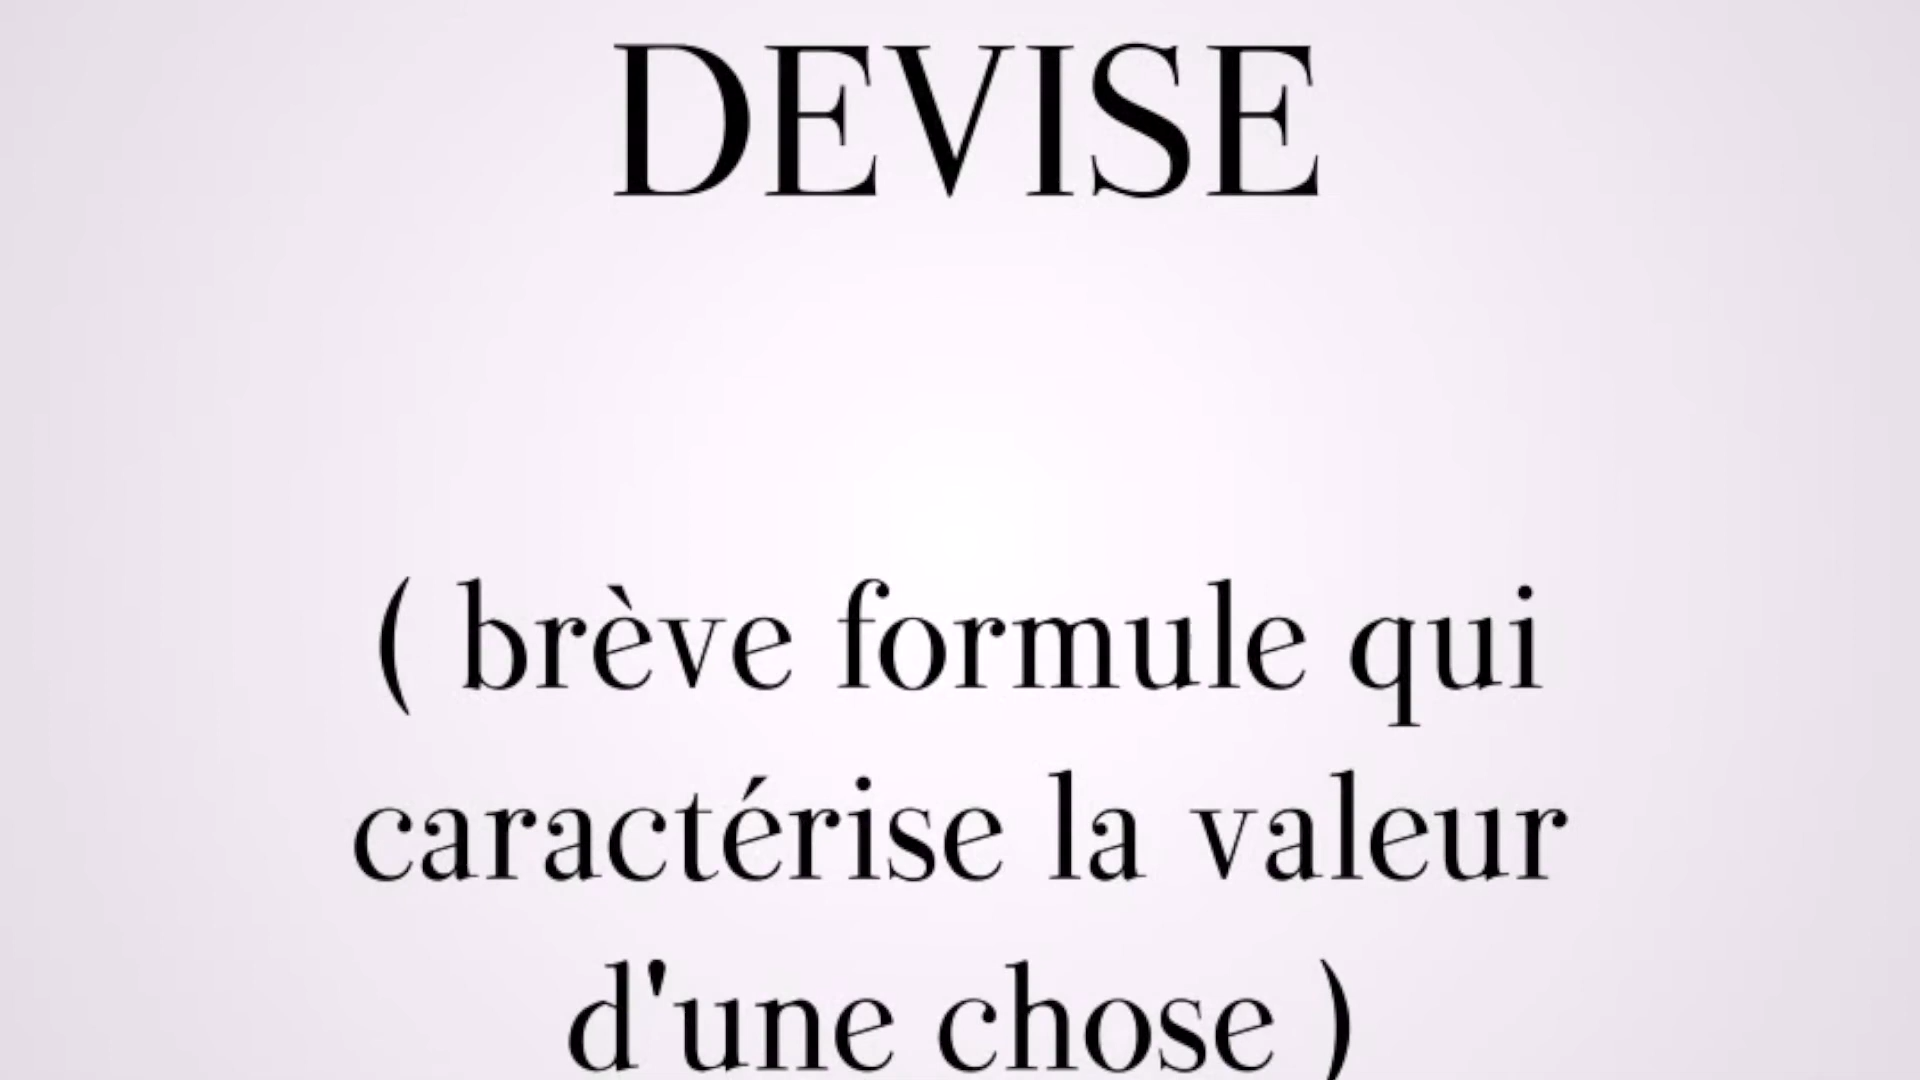 DEVISE
( brève formule qui
caractérise la valeur
d'une chose )